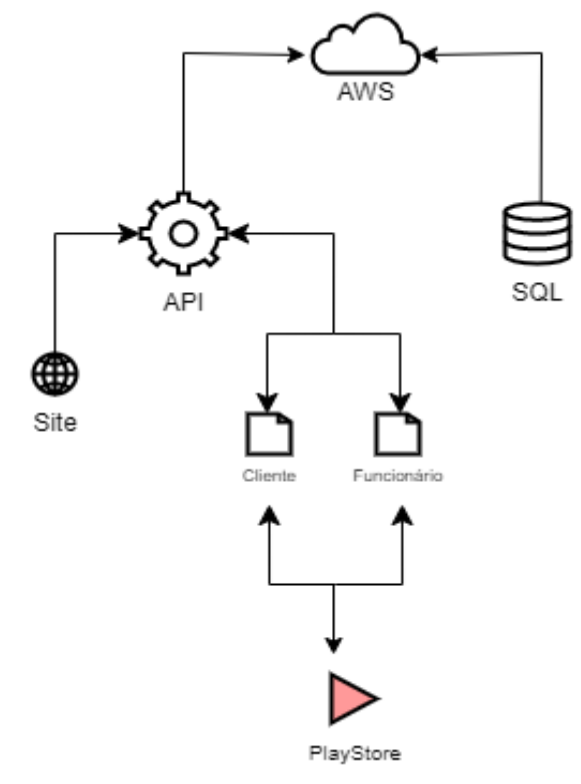 AWS
API
SQL
Site
Cliente
Funcionário
PlayStore